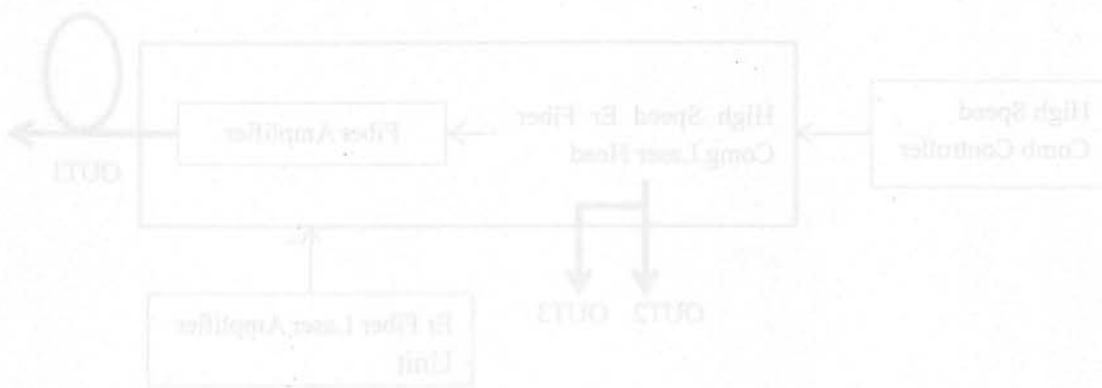 High Speed
Comb Controller
High Speed Er Fiber
Comg Laser Head
Fiber Amplifier
OUT1
OUT2
OUT3
Er Fiber Laser Amplifier
Unit